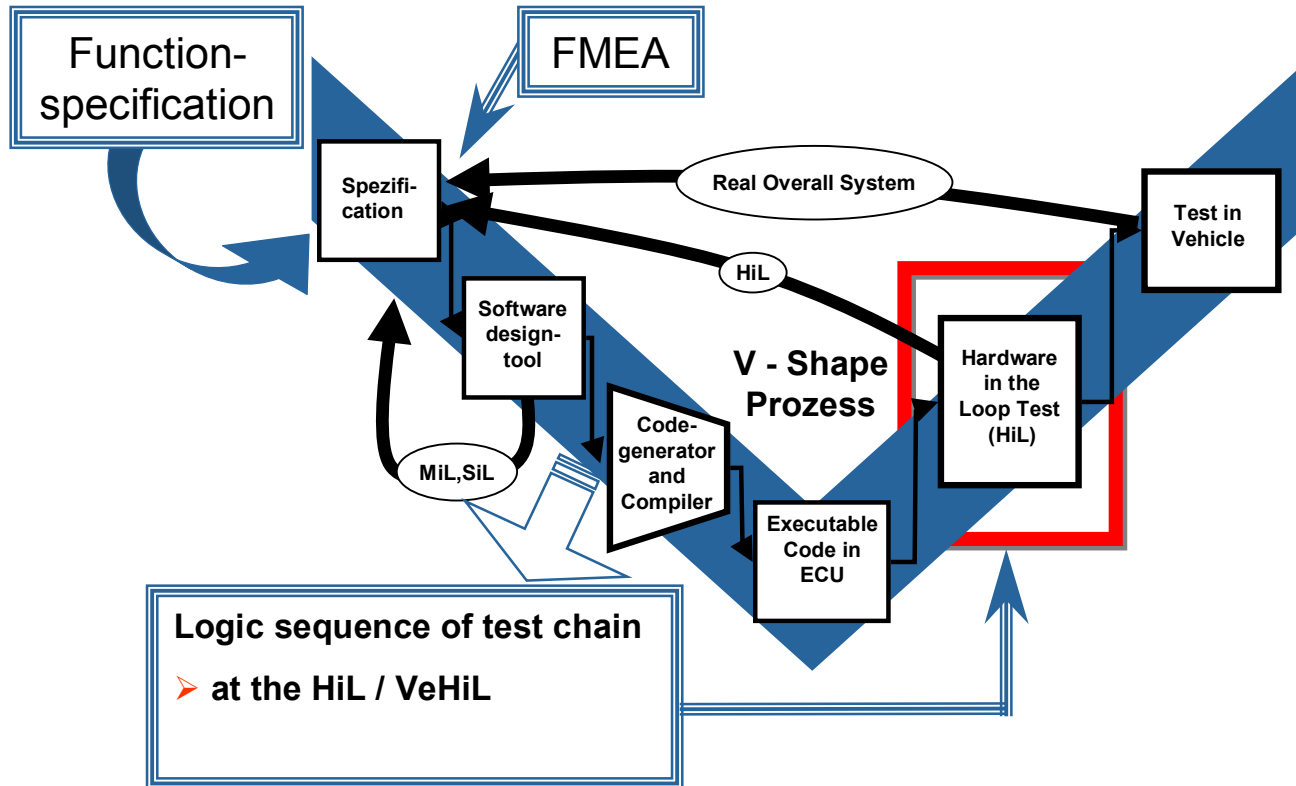 Function-
specification
FMEA
Spezifi-
cation
Real Overall System
Test in
Vehicle
HiL
Software
design-
tool
V - Shape
Prozess
Hardware
in the
Loop Test
(HiL)
MiL,SiL
Code-
generator
and
Compiler
Executable
Code in
ECU
Logic sequence of test chain
➢ at the HiL / VeHiL